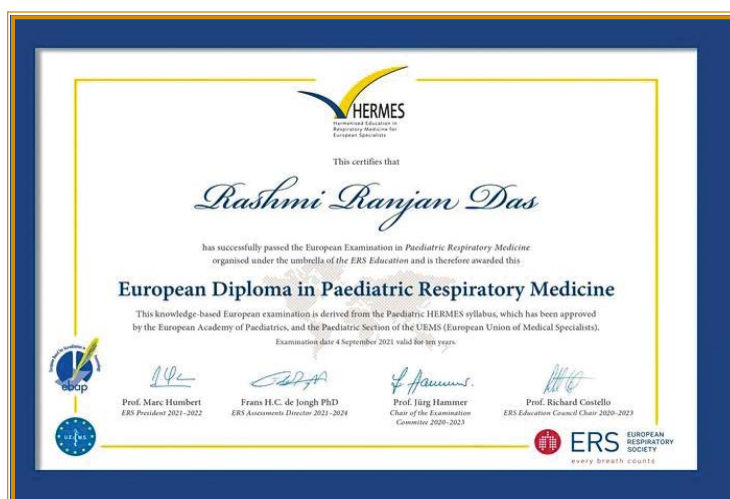 HERMES
Harmonised Education in
Respiratory Medicine for
European Specialists
This certifies that
Rashmi Ranjan Das
has successfully passed the European Examination in Paediatric Respiratory Medicine
organised under the umbrella of the ERS Education and is therefore awarded this
European Diploma in Paediatric Respiratory Medicine
This knowledge-based European examination is derived from the Paediatric HERMES syllabus, which has been approved
by the European Academy of Paediatrics, and the Paediatric Section of the UEMS (European Union of Medical Specialists).
Examination date 4 September 2021 valid for ten years.
ebap
Prof. Marc Humbert
ERS President 2021–2022
Frans H.C. de Jongh PhD
ERS Assessments Director 2021–2024
Prof. Jürg Hammer
Chair of the Examination
Committee 2020–2023
Prof. Richard Costello
ERS Education Council Chair 2020–2023
UEMS
ERS
EUROPEAN
RESPIRATORY
SOCIETY
every breath counts